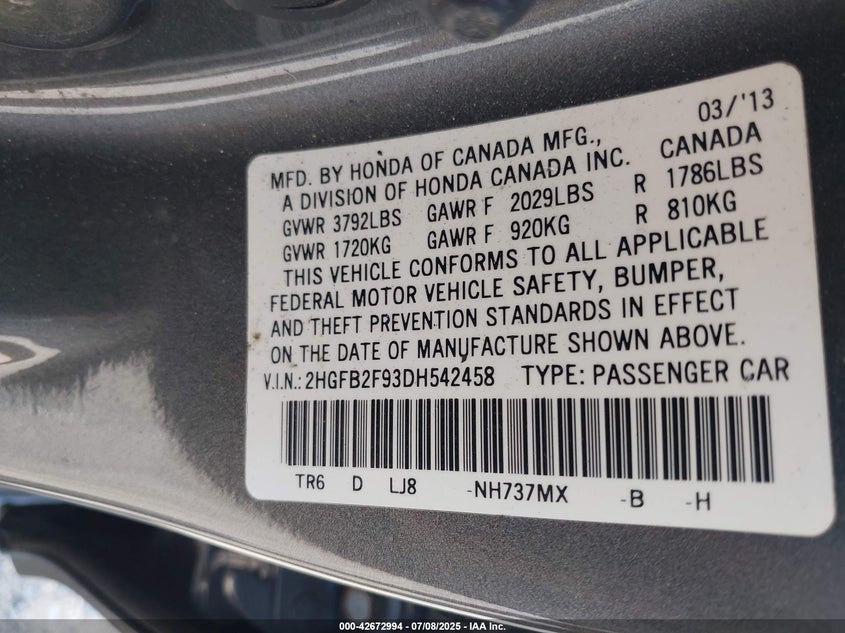 03/'13
MFD. BY HONDA OF CANADA MFG.,
A DIVISION OF HONDA CANADA INC. CANADA
GVWR 3792LBS GAWR F 2029LBS R 1786LBS
GVWR 1720KG GAWR F 920KG R 810KG
THIS VEHICLE CONFORMS TO ALL APPLICABLE
FEDERAL MOTOR VEHICLE SAFETY, BUMPER,
AND THEFT PREVENTION STANDARDS IN EFFECT
ON THE DATE OF MANUFACTURE SHOWN ABOVE.
V.I.N.: 2HGFB2F93DH542458 TYPE: PASSENGER CAR
TR6 D LJ8 -NH737MX -B -H
000-42672994 - 07/08/2025 - IAA Inc.